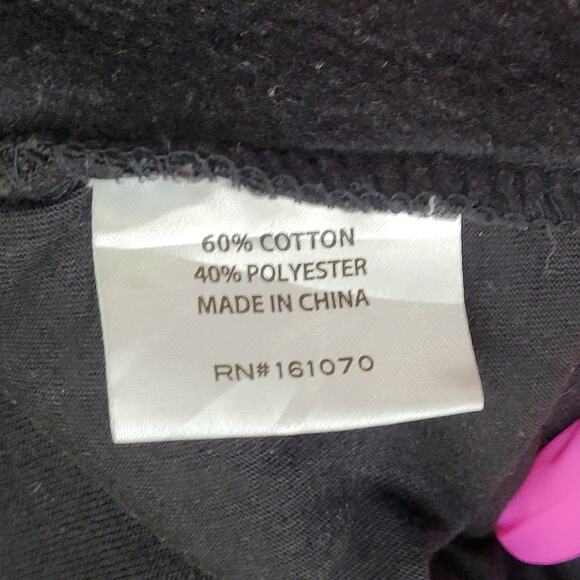 60% COTTON
40% POLYESTER
MADE IN CHINA
RN#161070